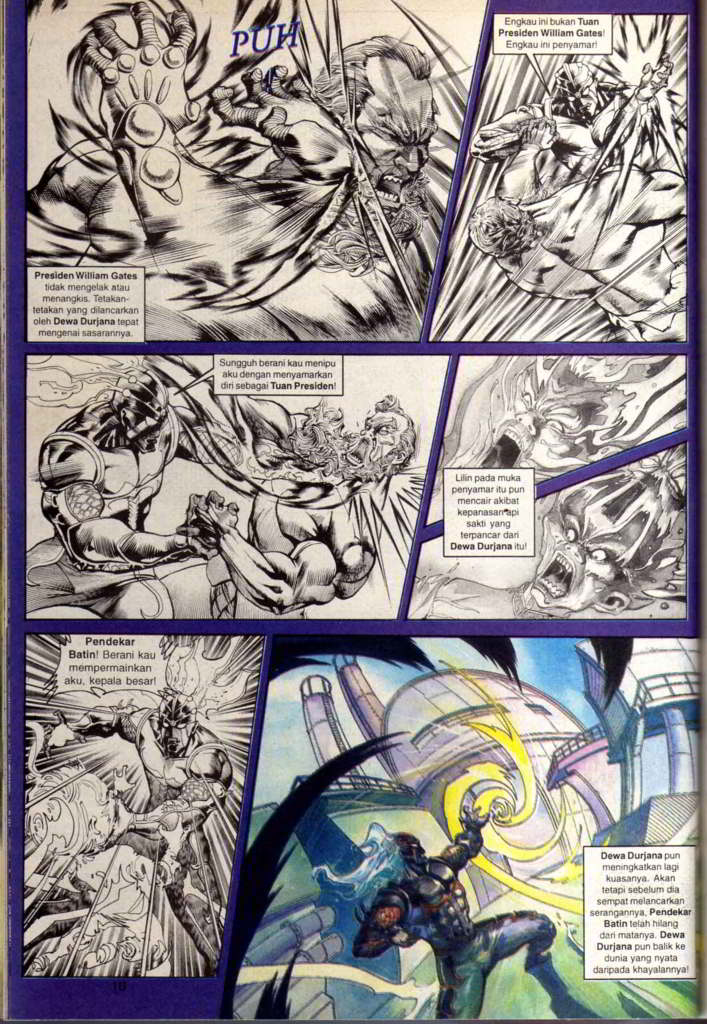 PUH
Engkau ini bukan Tuan
Presiden William Gates!
Engkau ini penyamar!
Presiden William Gates
tidak mengelak atau
menangkis. Tetakan-
tetakan yang dilancarkan
oleh Dewa Durjana tepat
mengenai sasarannya.
Sungguh berani kau menipu
aku dengan menyamarkan
diri sebagai Tuan Presiden!
Lilin pada muka
penyamar itu pun
mencair akibat
kepanasan api
sakti yang
terpancar dari
Dewa Durjana itu!
Pendekar
Batin! Berani kau
mempermainkan
aku, kepala besar!
Dewa Durjana pun
meningkatkan lagi
kuasanya. Akan
tetapi sebelum dia
sempat melancarkan
serangannya, Pendekar
Batin telah hilang
dari matanya. Dewa
Durjana pun balik ke
dunia yang nyata
daripada khayalannya!